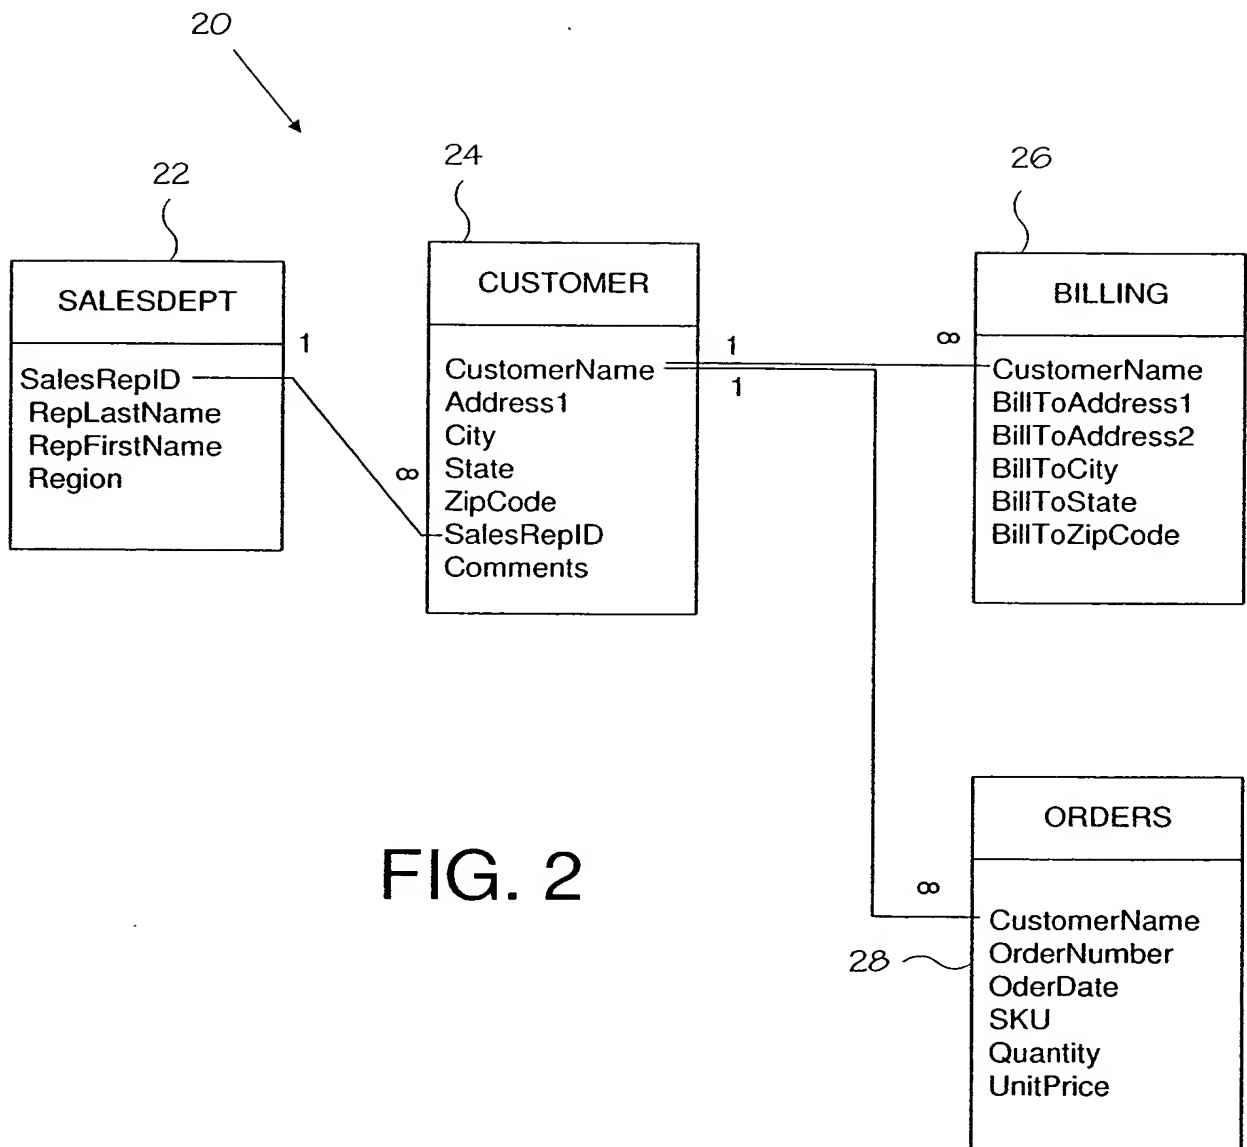 20
22
SALESDEPT
1
SalesRepID
RepLastName
RepFirstName
Region
24
CUSTOMER
∞
CustomerName
Address1
City
State
ZipCode
SalesRepID
Comments
1
1
26
BILLING
∞
CustomerName
BillToAddress1
BillToAddress2
BillToCity
BillToState
BillToZipCode
FIG. 2
28
ORDERS
∞
CustomerName
OrderNumber
OderDate
SKU
Quantity
UnitPrice